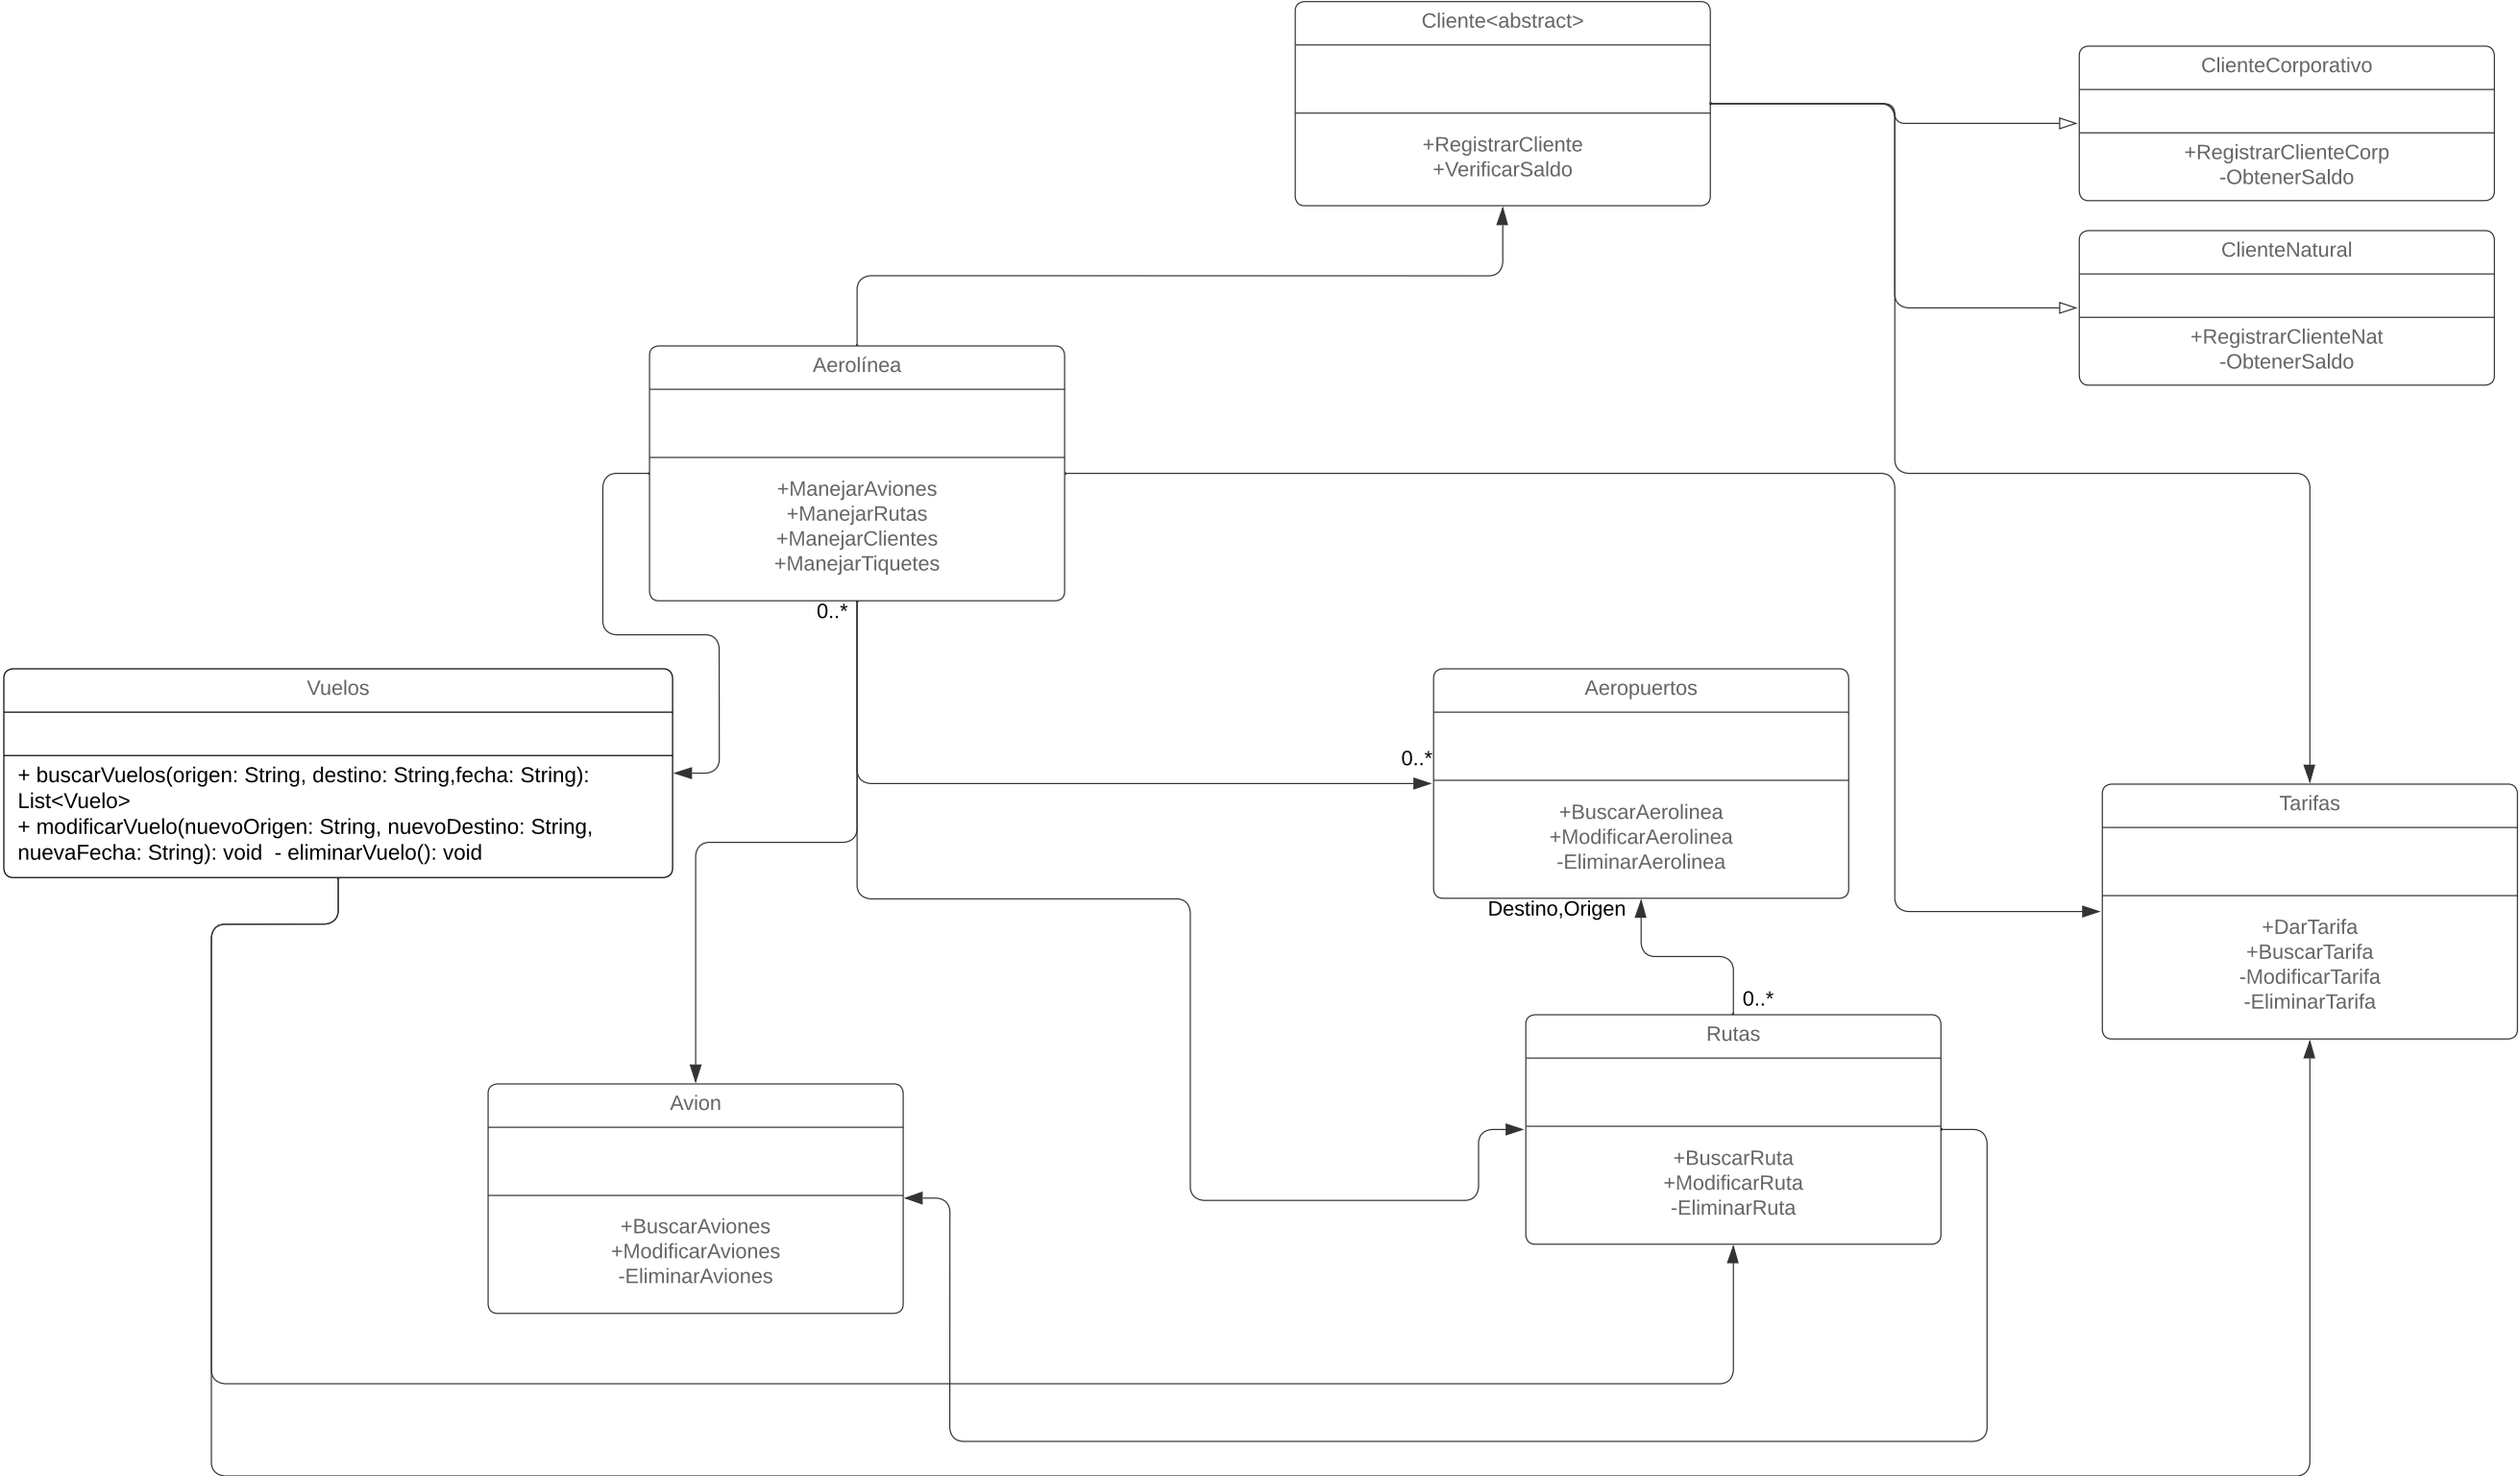 Cliente<abstract>
+RegistrarCliente
+VerificarSaldo
ClienteCorporativo
+RegistrarClienteCorp
-ObtenerSaldo
ClienteNatural
+RegistrarClienteNat
-ObtenerSaldo
Aerolínea
+ManejarAviones
+ManejarRutas
+ManejarClientes
+ManejarTiquetes
0..*
Vuelos
+ buscarVuelos(origen: String, destino: String,fecha: String):
List<Vuelo>
+ modificarVuelo(nuevoOrigen: String, nuevoDestino: String,
nuevaFecha: String): void  - eliminarVuelo(): void
Aeropuertos
0..*
+BuscarAerolinea
+ModificarAerolinea
-EliminarAerolinea
Destino,Origen
Tarifas
+DarTarifa
+BuscarTarifa
-ModificarTarifa
-EliminarTarifa
0..*
Rutas
+BuscarRuta
+ModificarRuta
-EliminarRuta
Avion
+BuscarAviones
+ModificarAviones
-EliminarAviones